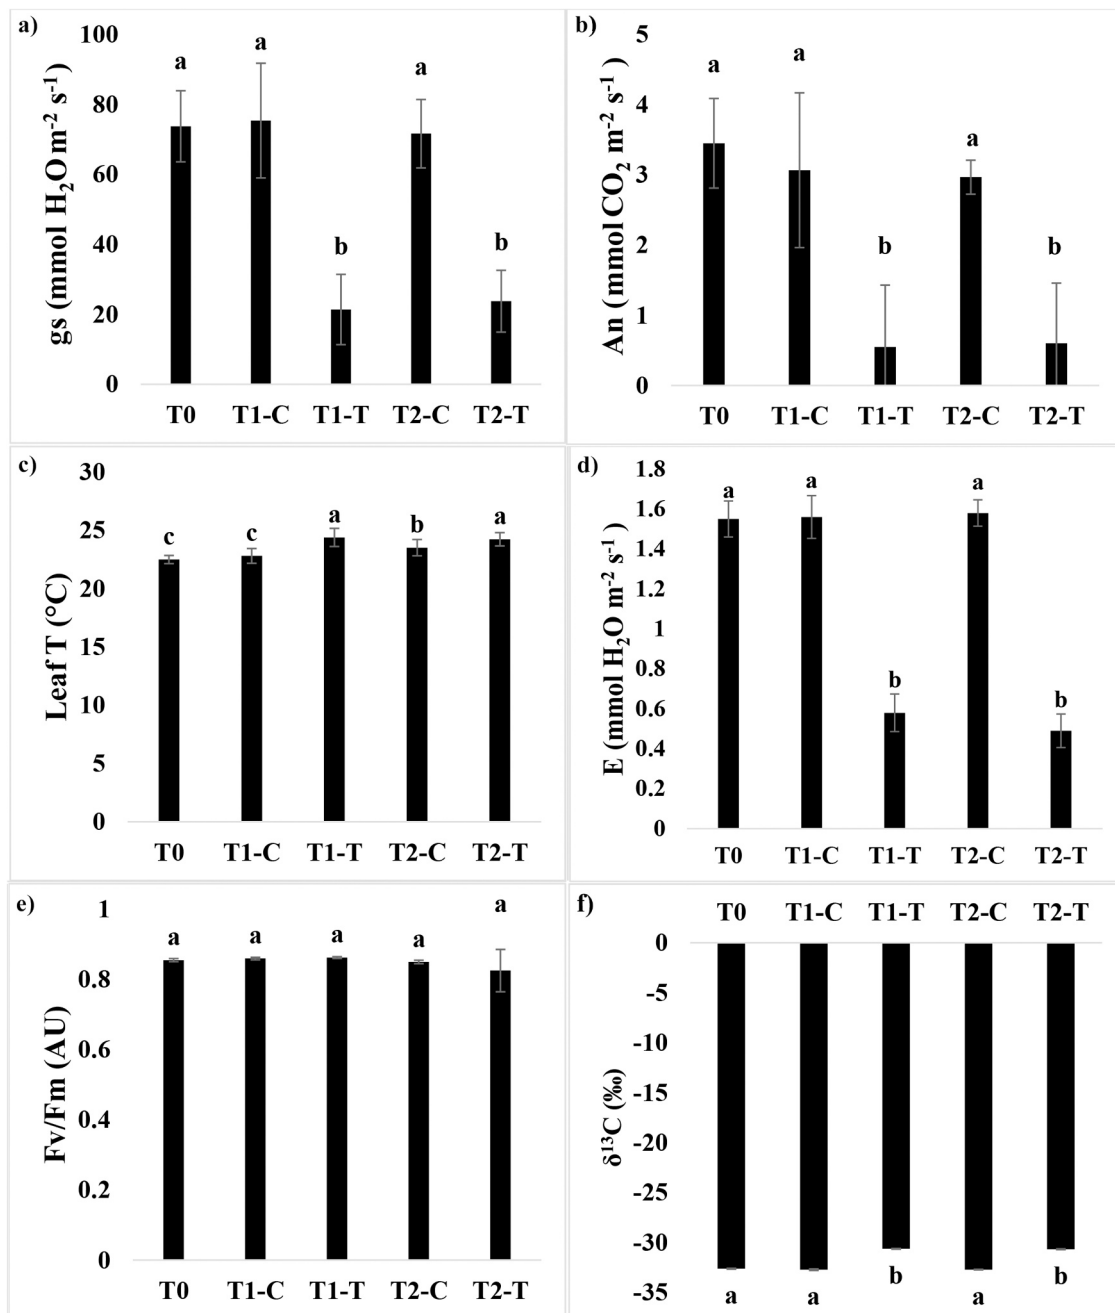 a)
gs (mmol H₂O m⁻² s⁻¹)
100
80
60
40
20
0
a
a
b
a
b
T0 T1-C T1-T T2-C T2-T
b)
An (mmol CO₂ m⁻² s⁻¹)
5
4
3
2
1
0
a
a
b
a
b
T0 T1-C T1-T T2-C T2-T
c)
Leaf T (°C)
30
25
20
15
10
5
0
c
c
a
b
a
T0 T1-C T1-T T2-C T2-T
d)
E (mmol H₂O m⁻² s⁻¹)
1.8
1.6
1.4
1.2
1
0.8
0.6
0.4
0.2
0
a
a
b
a
b
T0 T1-C T1-T T2-C T2-T
e)
Fv/Fm (AU)
1
0.8
0.6
0.4
0.2
0
a
a
a
a
a
T0 T1-C T1-T T2-C T2-T
f)
T0 T1-C T1-T T2-C T2-T
δ¹³C (‰)
0
-5
-10
-15
-20
-25
-30
-35
a
a
b
a
b